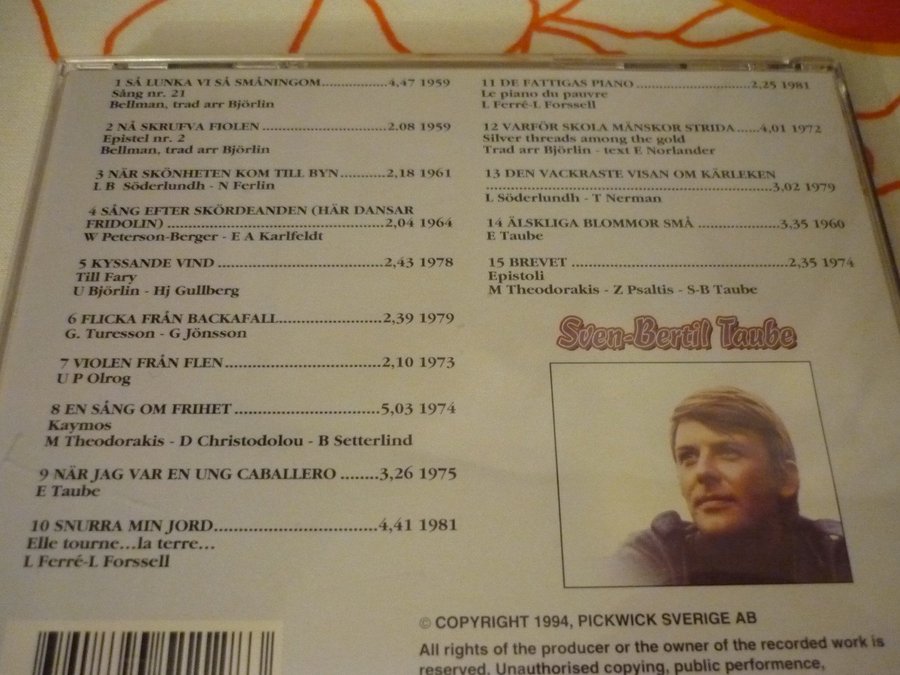 1 SÅ LUNKA VI SÅ SMÅNINGOM..............4,47 1959
Sång nr. 21
Bellman, trad arr Björlin
2 NÅ SKRUFVA FIOLEN......................2.08 1959
Epistel nr. 2
Bellman, trad arr Björlin
3 NÄR SKÖNHETEN KOM TILL BYN..........2,18 1961
L B Söderlundh - N Ferlin
4 SÅNG EFTER SKÖRDEANDEN (HÄR DANSAR
FRIDOLIN)......................................2,04 1964
W Peterson-Berger - E A Karlfeldt
5 KYSSANDE VIND.............................2,43 1978
Till Fary
U Björlin - Hj Gullberg
6 FLICKA FRÅN BACKAFALL...................2,39 1979
G. Turesson - G Jönsson
7 VIOLEN FRÅN FLEN..........................2,10 1973
U P Olrog
8 EN SÅNG OM FRIHET.........................5,03 1974
Kaymos
M Theodorakis - D Christodolou - B Setterlind
9 NÄR JAG VAR EN UNG CABALLERO ........3,26 1975
E Taube
10 SNURRA MIN JORD...........................4,41 1981
Elle tourne...la terre...
L Ferré-L Forssell
11 DE FATTIGAS PIANO.......................2,25 1981
Le piano du pauvre
L Ferré-L Forssell
12 VARFÖR SKOLA MÄNSKOR STRIDA.....4,01 1972
Silver threads among the gold
Trad arr Björlin - text E Norlander
13 DEN VACKRASTE VISAN OM KÄRLEKEN
..................................................3,02 1979
L Söderlundh - T Nerman
14 ÄLSKLIGA BLOMMOR SMÅ ..............3,35 1960
E Taube
15 BREVET .....................................2,35 1974
Epistoli
M Theodorakis - Z Psaltis - S-B Taube
Sven-Bertil Taube
© COPYRIGHT 1994, PICKWICK SVERIGE AB
All rights of the producer or the owner of the recorded work is
reserved. Unauthorised copying, public performence,